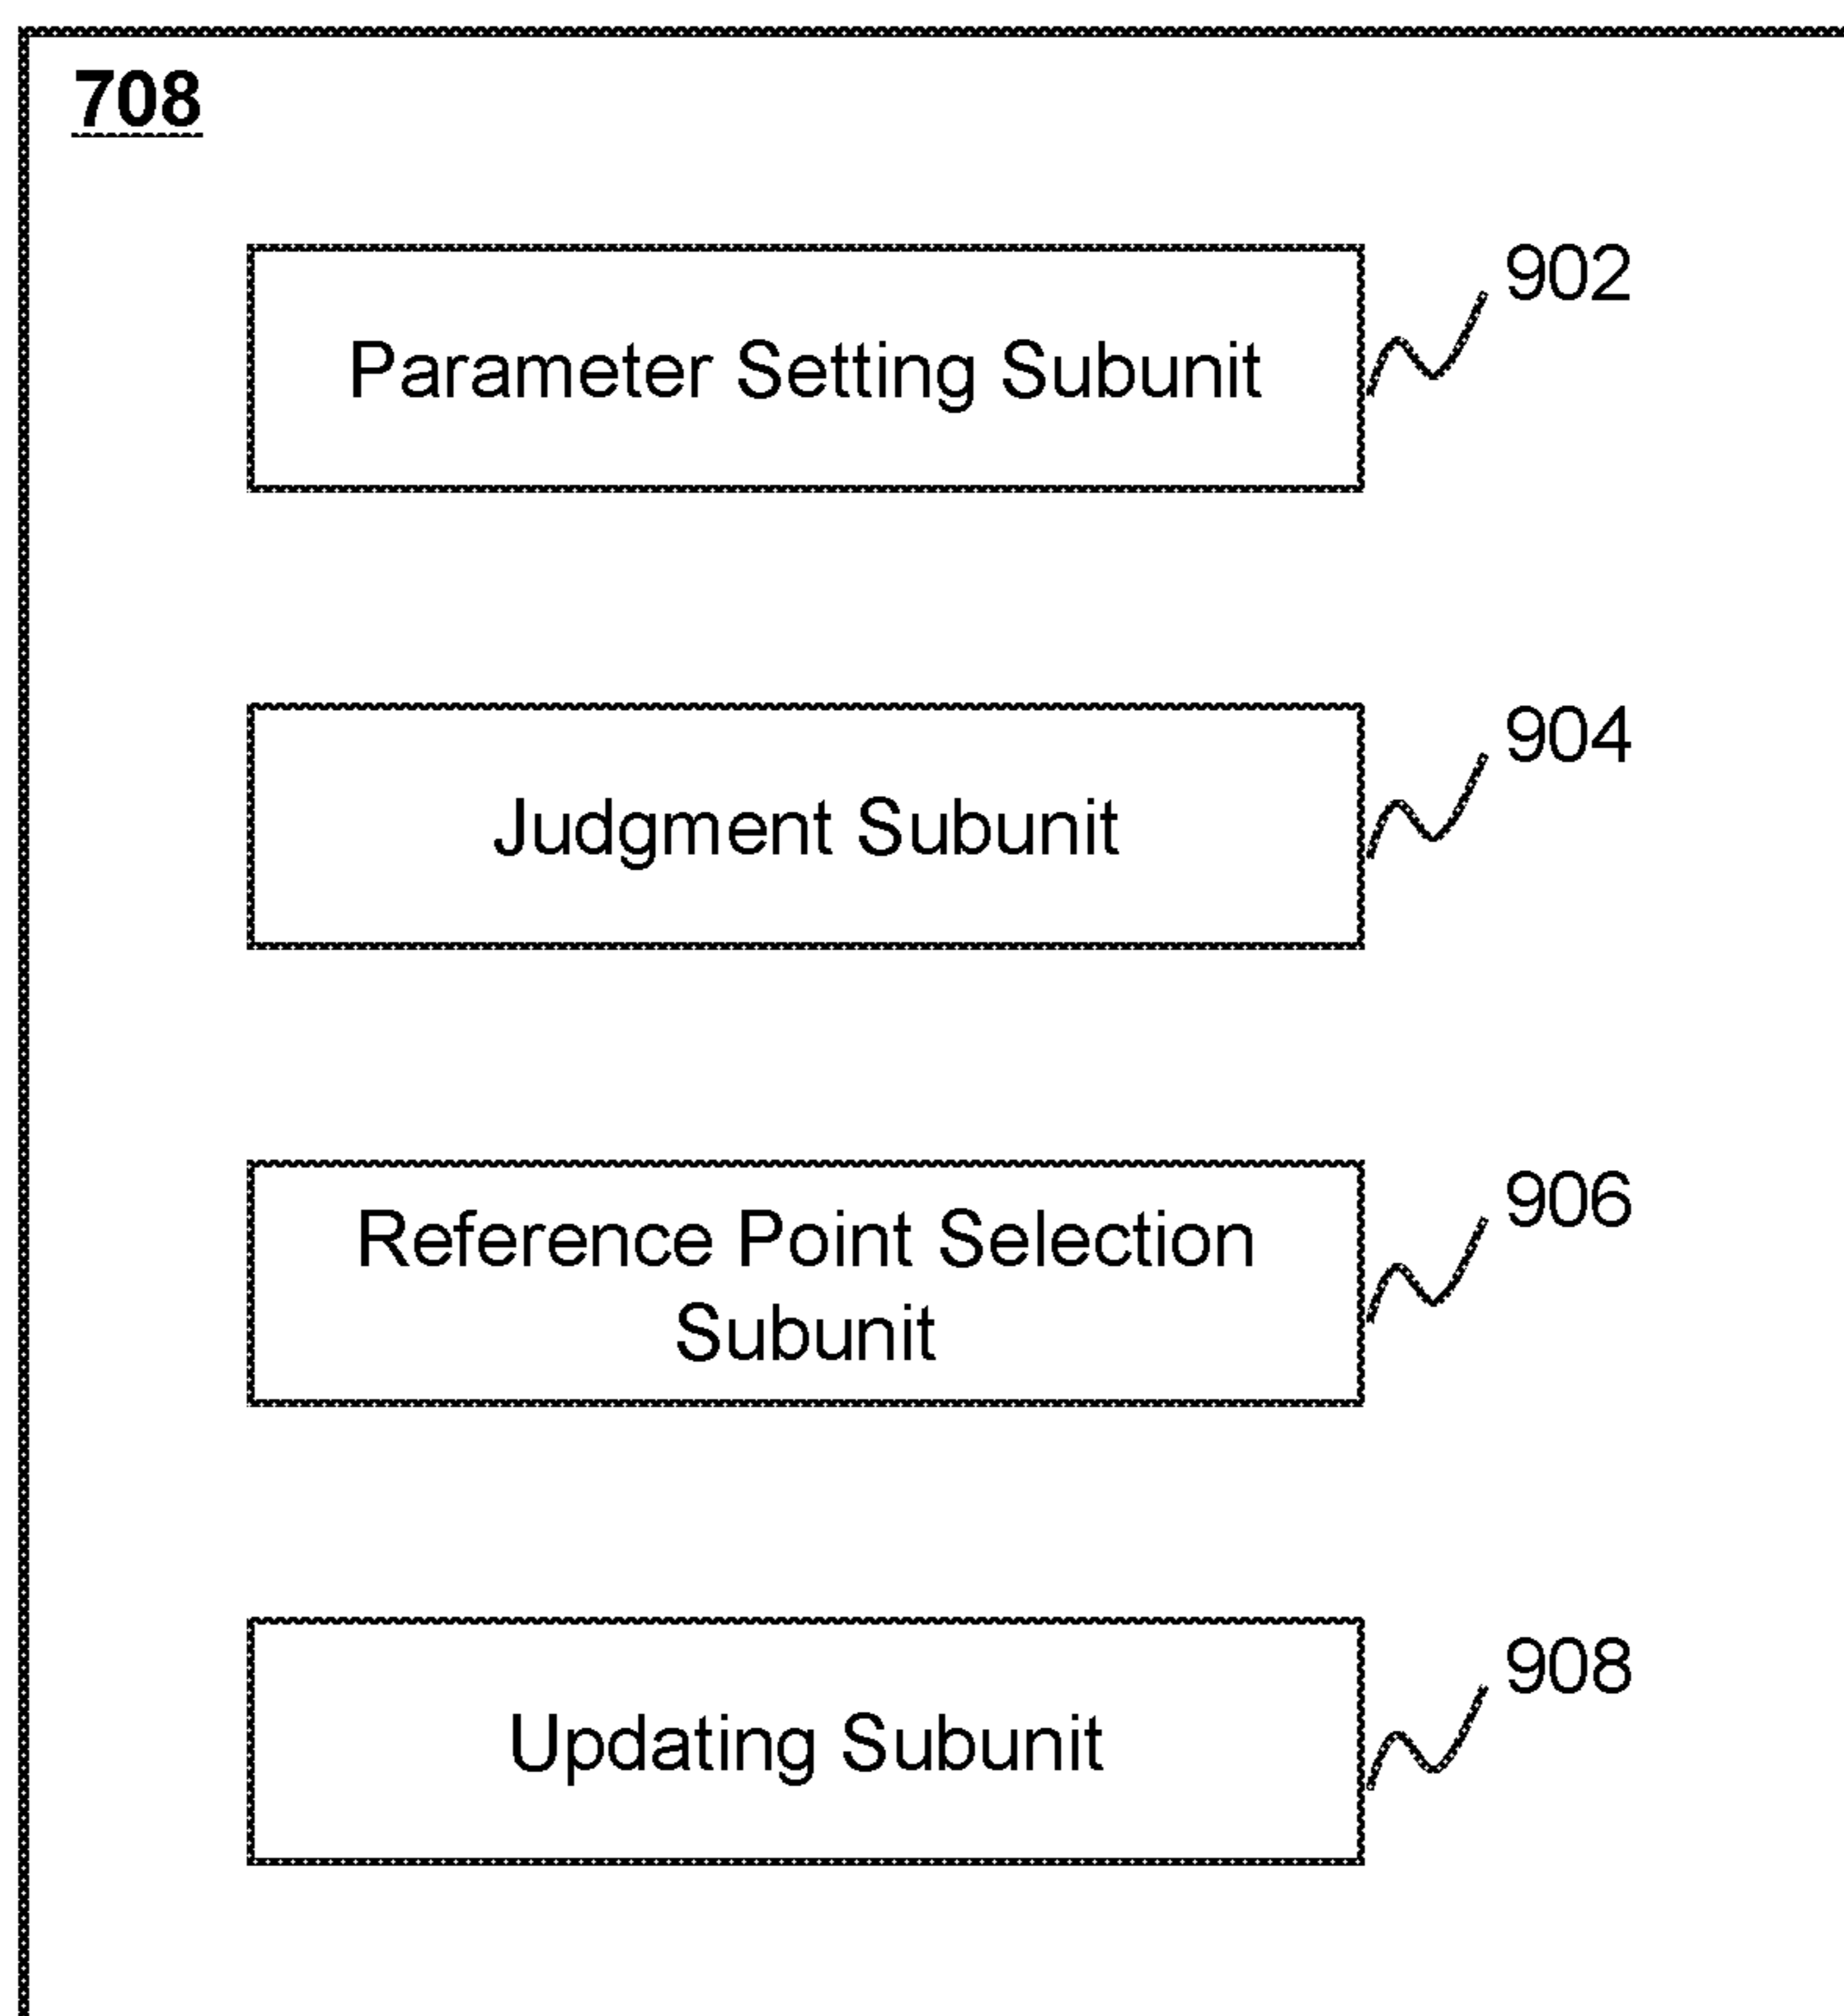 708
902
Parameter Setting Subunit
904
Judgment Subunit
906
Reference Point Selection
Subunit
908
Updating Subunit